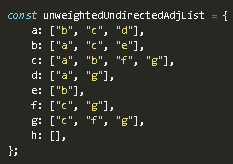 const unweightedUndirectedAdjList = {
a: ["b", "c", "d"],
b: ["a", "c", "e"],
c: ["a", "b", "f", "g"],
d: ["a", "g"],
e: ["b"],
f: ["c", "g"],
g: ["c", "f", "g"],
h: [],
};